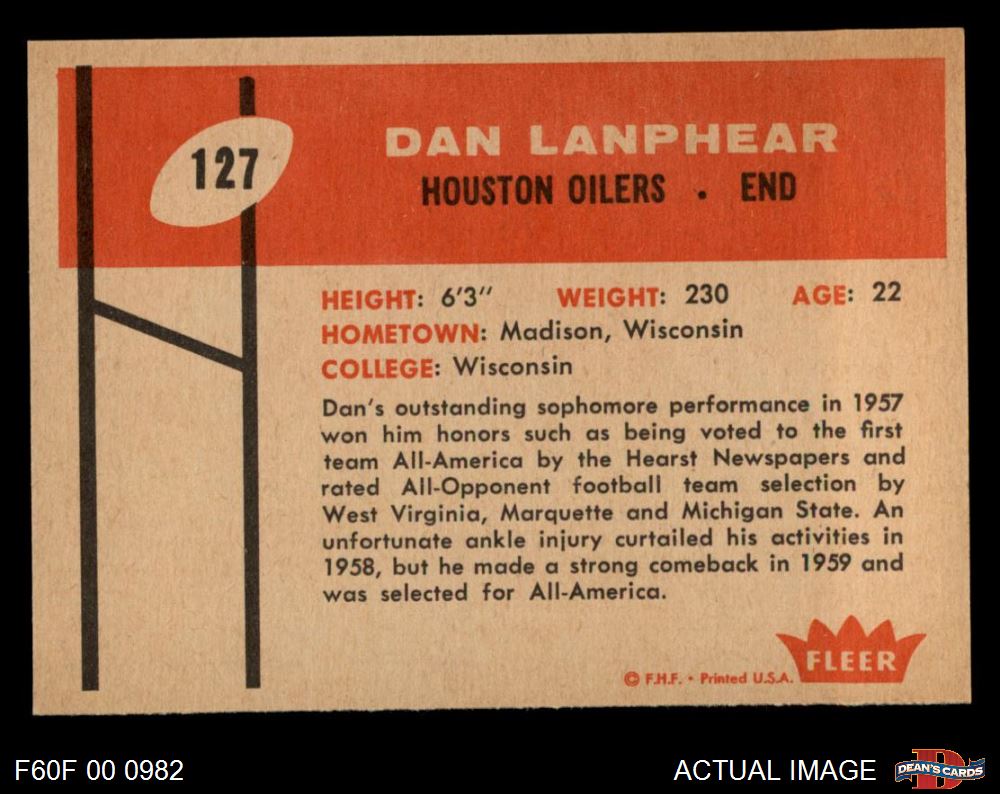 127
DAN LANPHEAR
HOUSTON OILERS . END
HEIGHT: 6'3" WEIGHT: 230 AGE: 22
HOMETOWN: Madison, Wisconsin
COLLEGE: Wisconsin
Dan's outstanding sophomore performance in 1957
won him honors such as being voted to the first
team All-America by the Hearst Newspapers and
rated All-Opponent football team selection by
West Virginia, Marquette and Michigan State. An
unfortunate ankle injury curtailed his activities in
1958, but he made a strong comeback in 1959 and
was selected for All-America.
FLEER
© F.H.F. • Printed U.S.A.
F60F 00 0982
ACTUAL IMAGE
D
DEAN'S CARDS